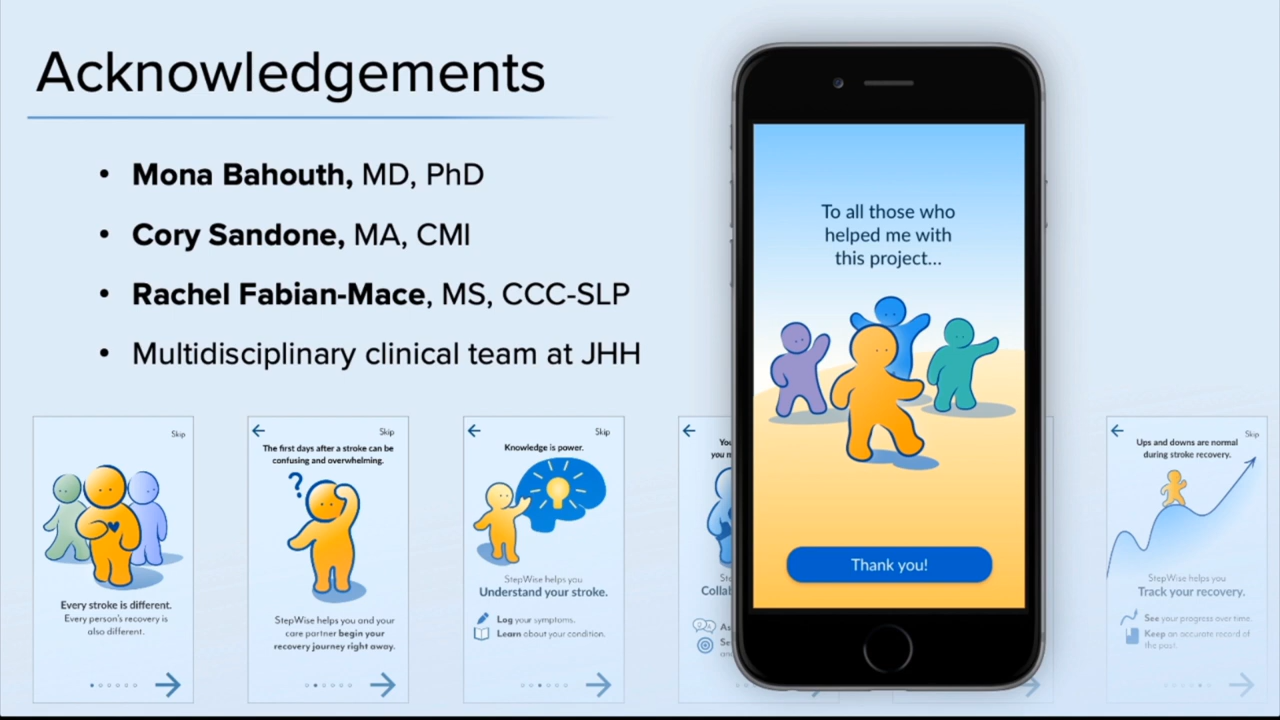 Acknowledgements
• Mona Bahouth, MD, PhD
• Cory Sandone, MA, CMI
• Rachel Fabian-Mace, MS, CCC-SLP
• Multidisciplinary clinical team at JHH
To all those who
helped me with
this project...
Thank you!
Skip
Every stroke is different.
Every person's recovery is
also different.
Skip
The first days after a stroke can be
confusing and overwhelming.
?
StepWise helps you and your
care partner begin your
recovery journey right away.
Skip
Knowledge is power.
StepWise helps you
Understand your stroke.
Log your symptoms.
Learn about your condition.
Skip
Ups and downs are normal
during stroke recovery.
StepWise helps you
Track your recovery.
See your progress over time.
Keep an accurate record of
the past.